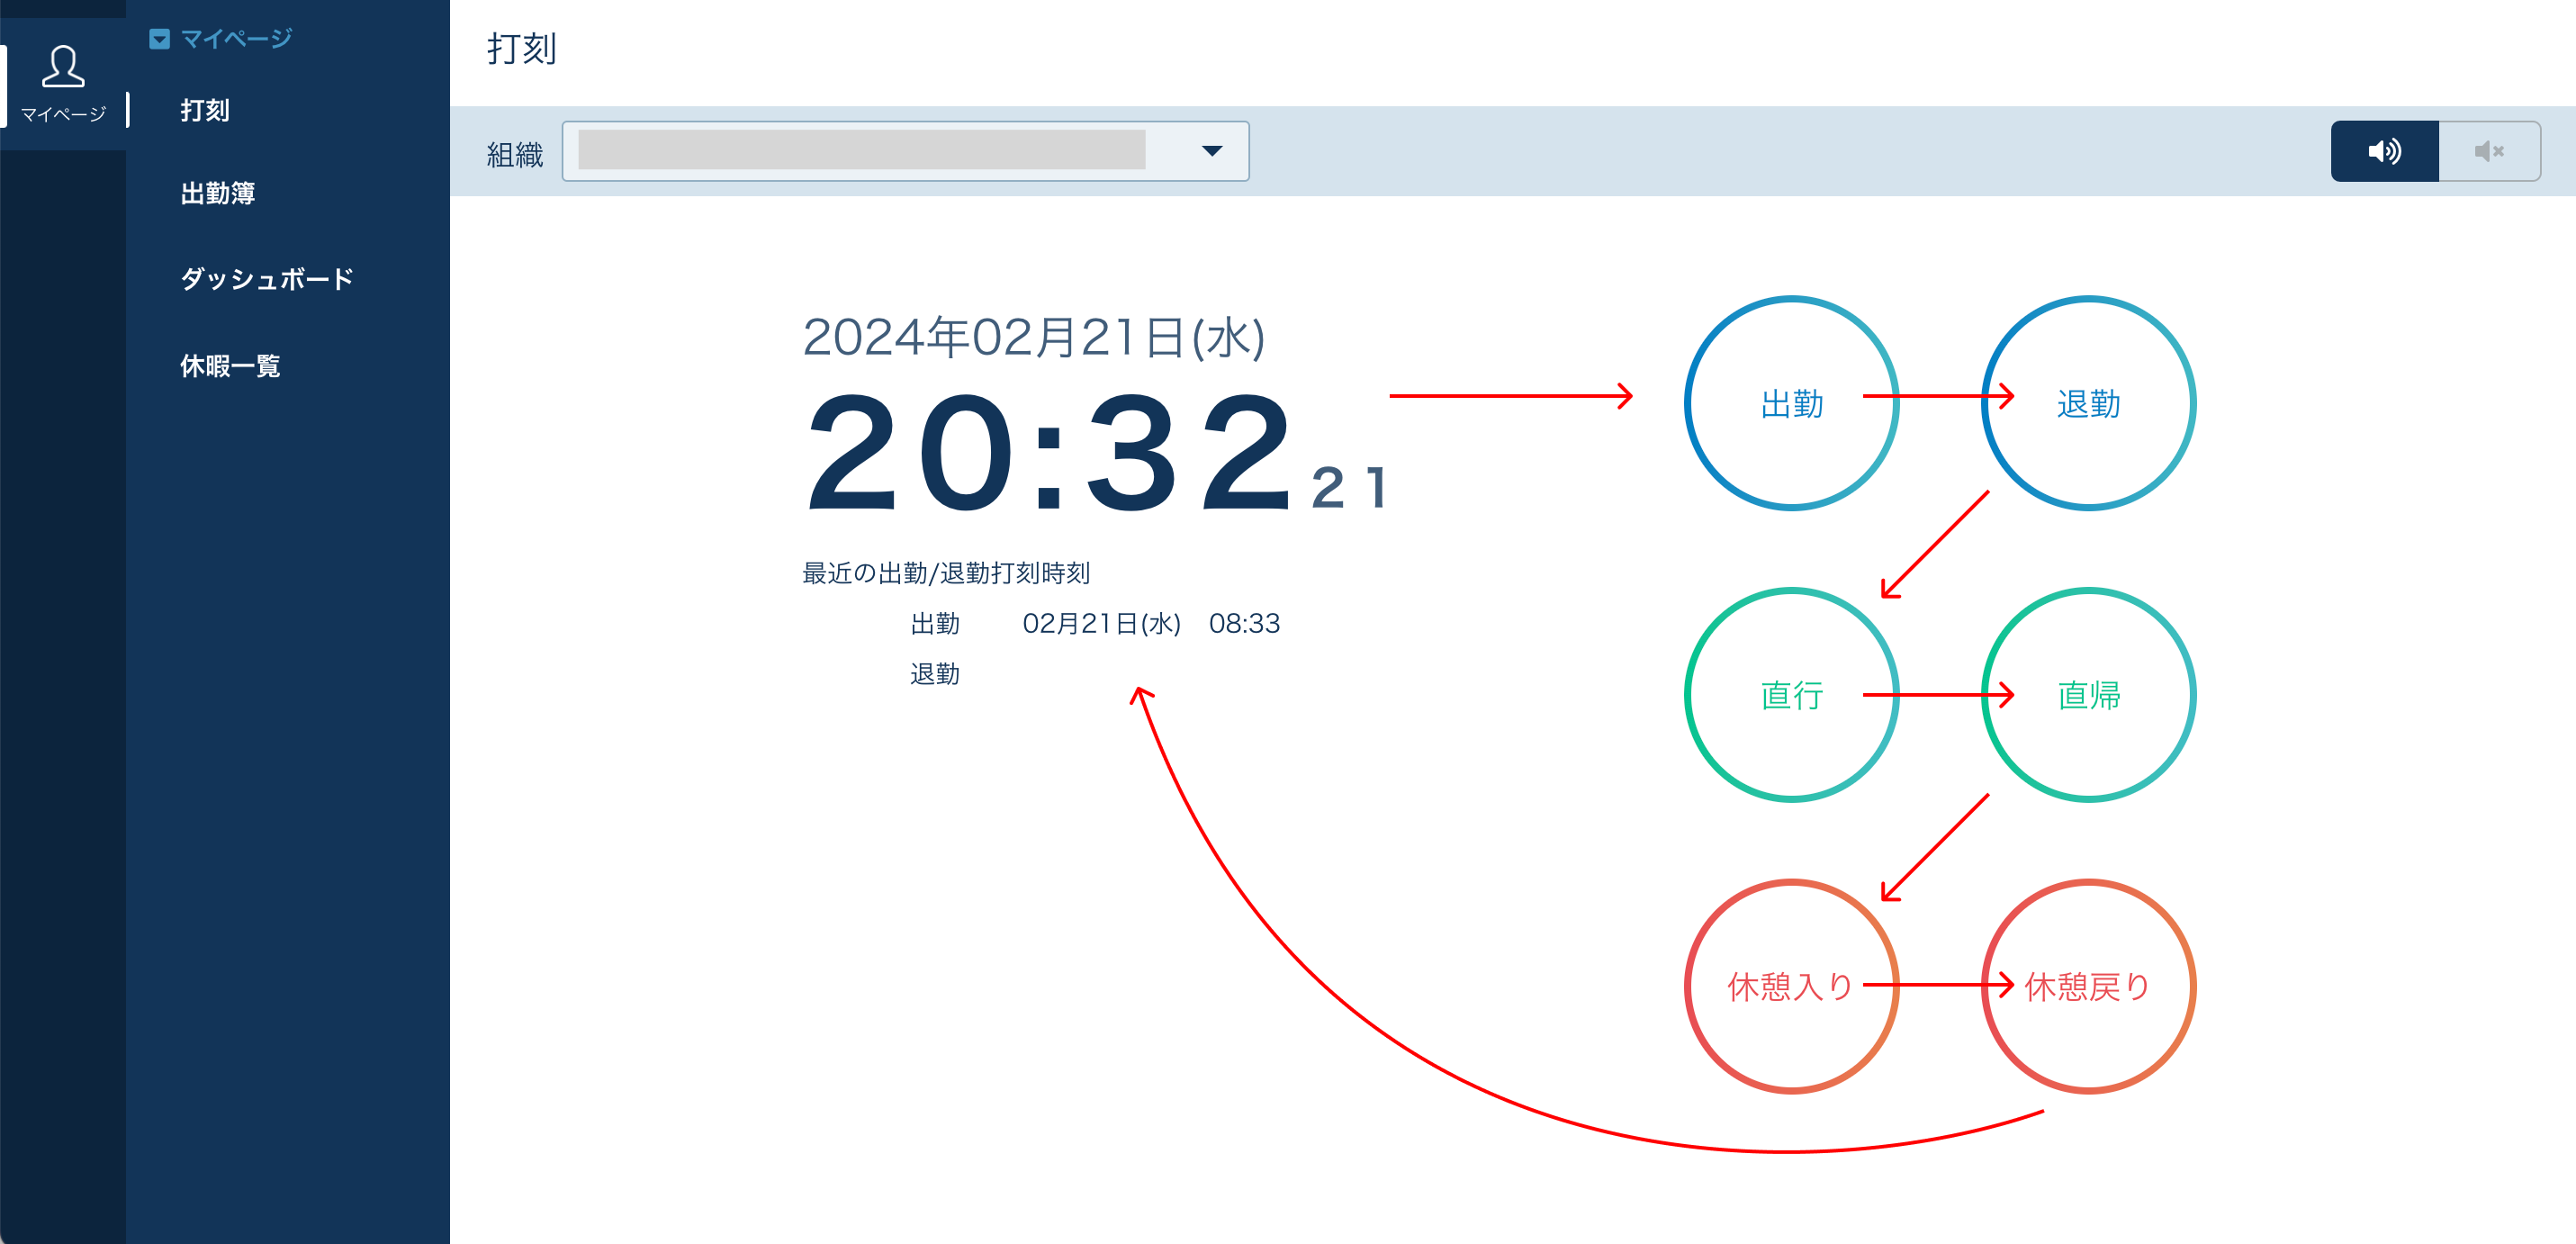 マイページ
マイページ
打刻
出勤簿
ダッシュボード
休暇一覧
打刻
組織
2024年02月21日(水)
20:32 21
最近の出勤/退勤打刻時刻
出勤 02月21日(水) 08:33
退勤
出勤 退勤
直行 直帰
休憩入り 休憩戻り